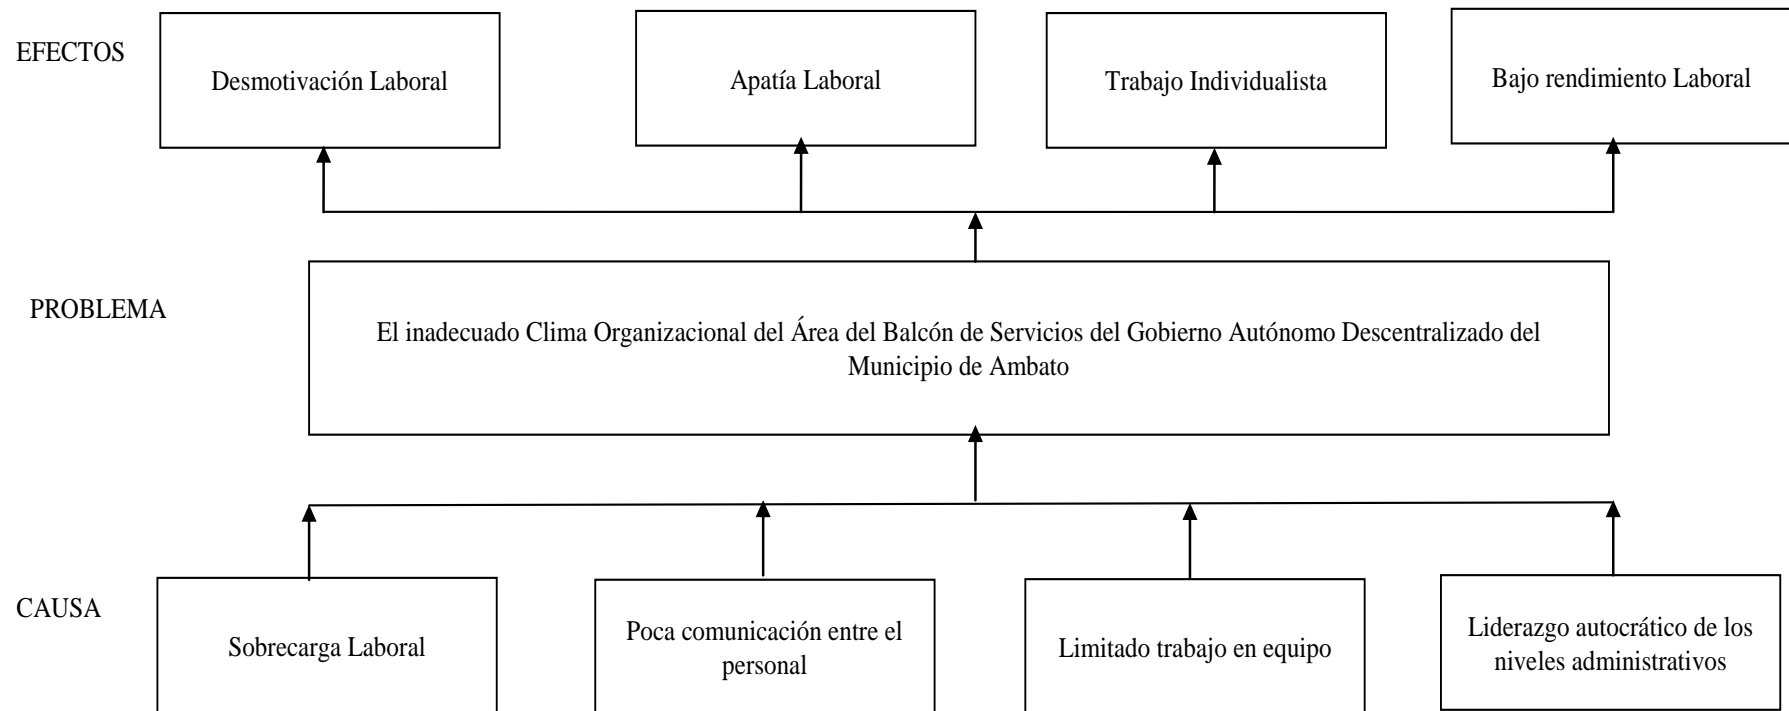 EFECTOS
Desmotivación Laboral
Apatía Laboral
Trabajo Individualista
Bajo rendimiento Laboral
PROBLEMA
El inadecuado Clima Organizacional del Área del Balcón de Servicios del Gobierno Autónomo Descentralizado del
Municipio de Ambato
CAUSA
Sobrecarga Laboral
Poca comunicación entre el
personal
Limitado trabajo en equipo
Liderazgo autocrático de los
niveles administrativos